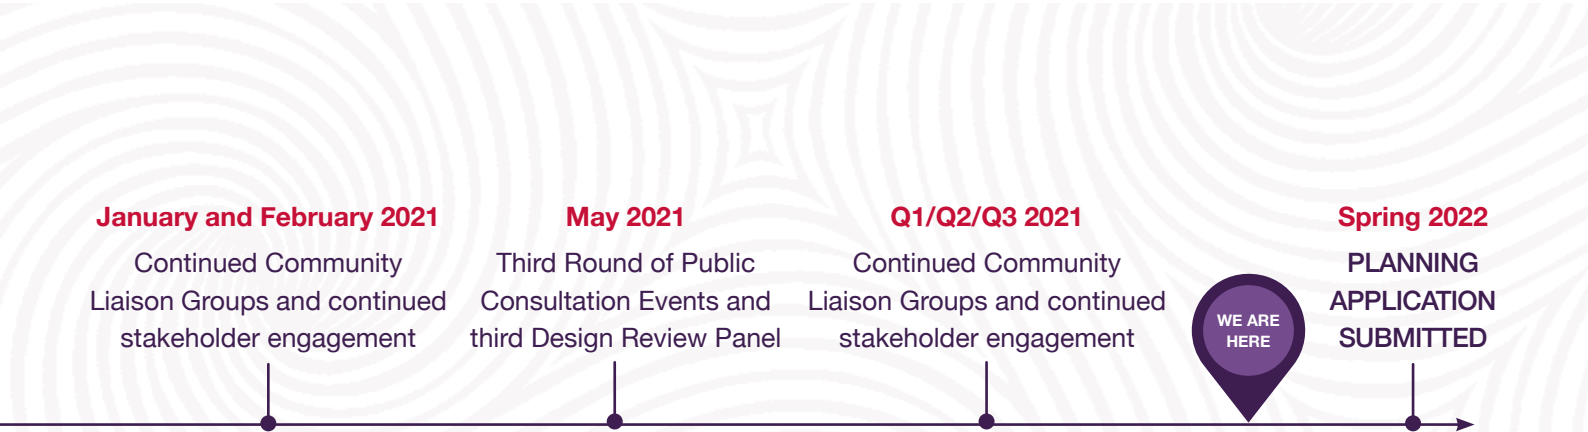 January and February 2021
Continued Community
Liaison Groups and continued
stakeholder engagement
May 2021
Third Round of Public
Consultation Events and
third Design Review Panel
Q1/Q2/Q3 2021
Continued Community
Liaison Groups and continued
stakeholder engagement
WE ARE
HERE
Spring 2022
PLANNING
APPLICATION
SUBMITTED